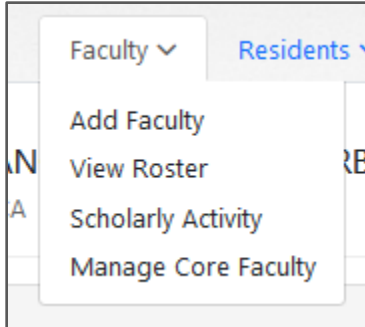 Faculty Residents
Add Faculty
View Roster
Scholarly Activity
Manage Core Faculty